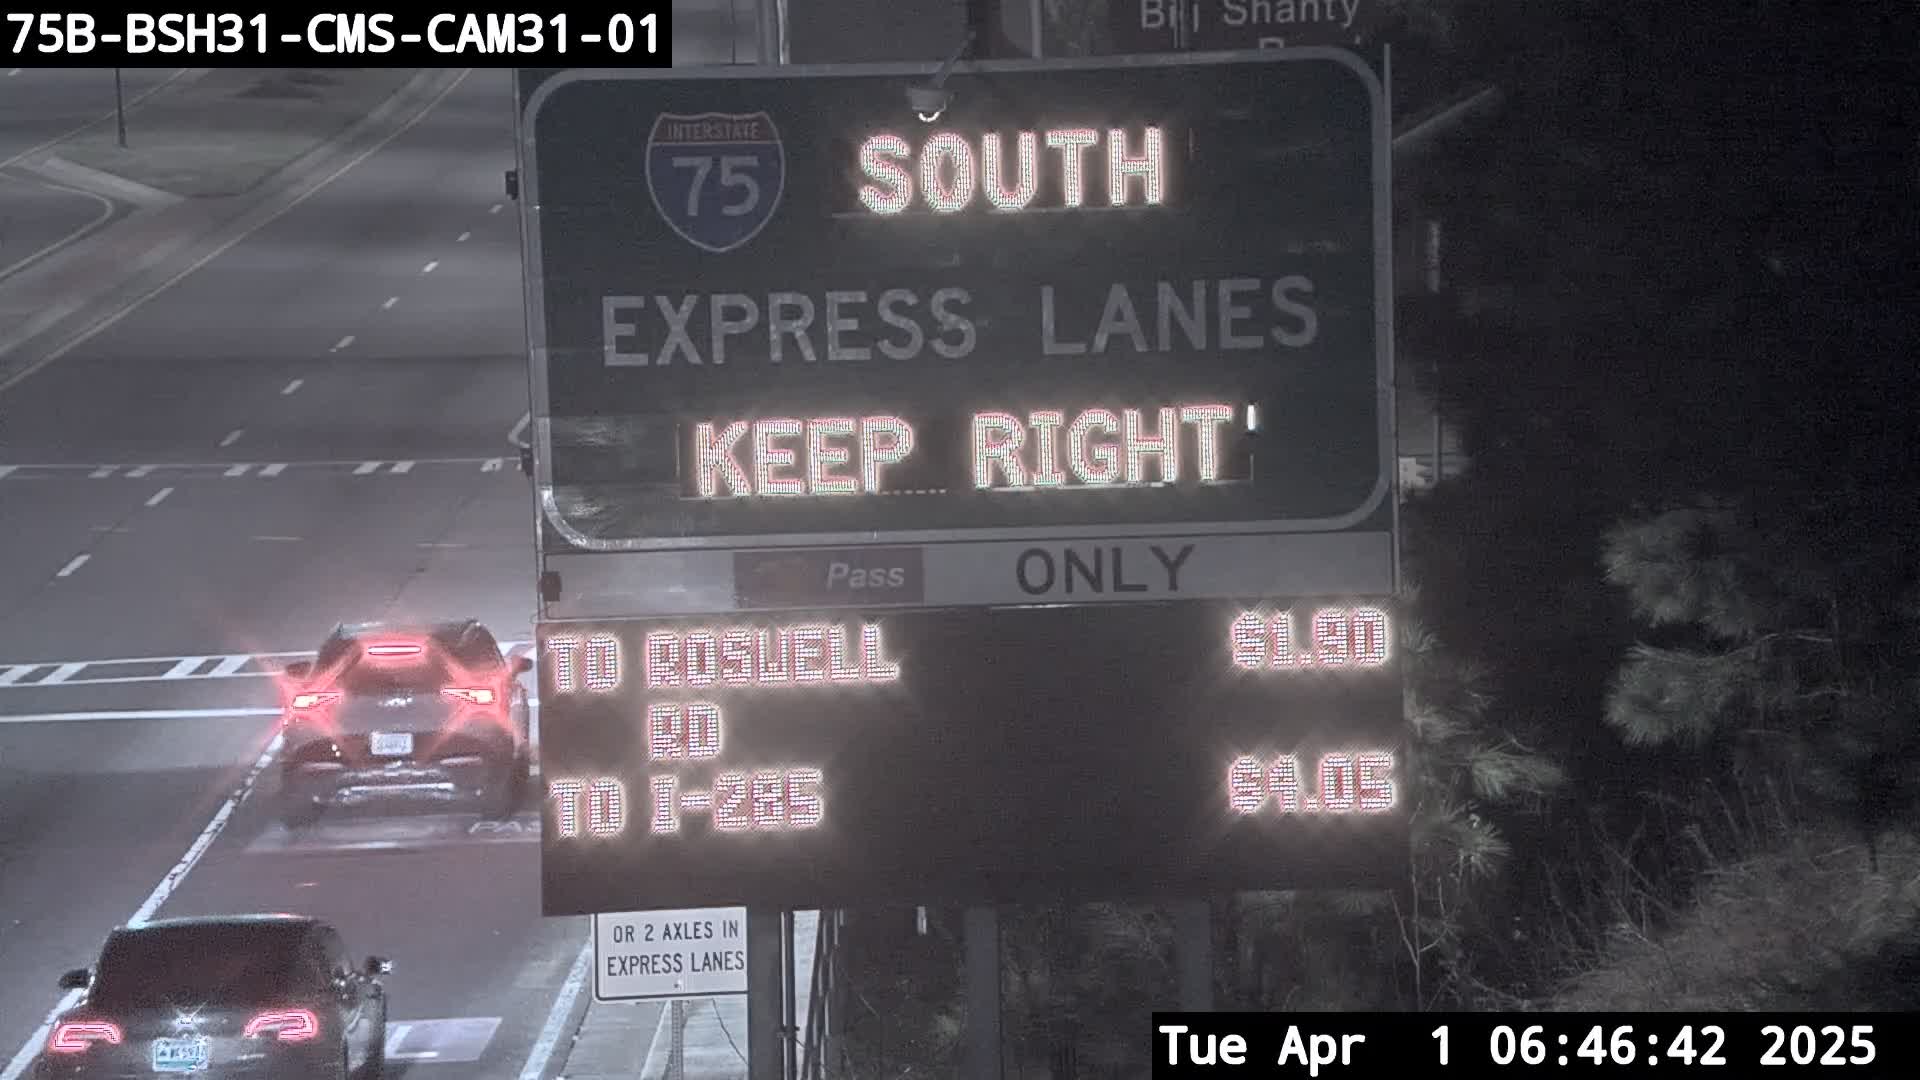 75B-BSH31-CMS-CAM31-01
Shanty
INTERSTATE
75
SOUTH
EXPRESS LANES
KEEP RIGHT
Pass ONLY
TO ROSWELL $1.90
RD
TO I-285 $4.05
OR 2 AXLES IN
EXPRESS LANES
Tue Apr 1 06:46:42 2025